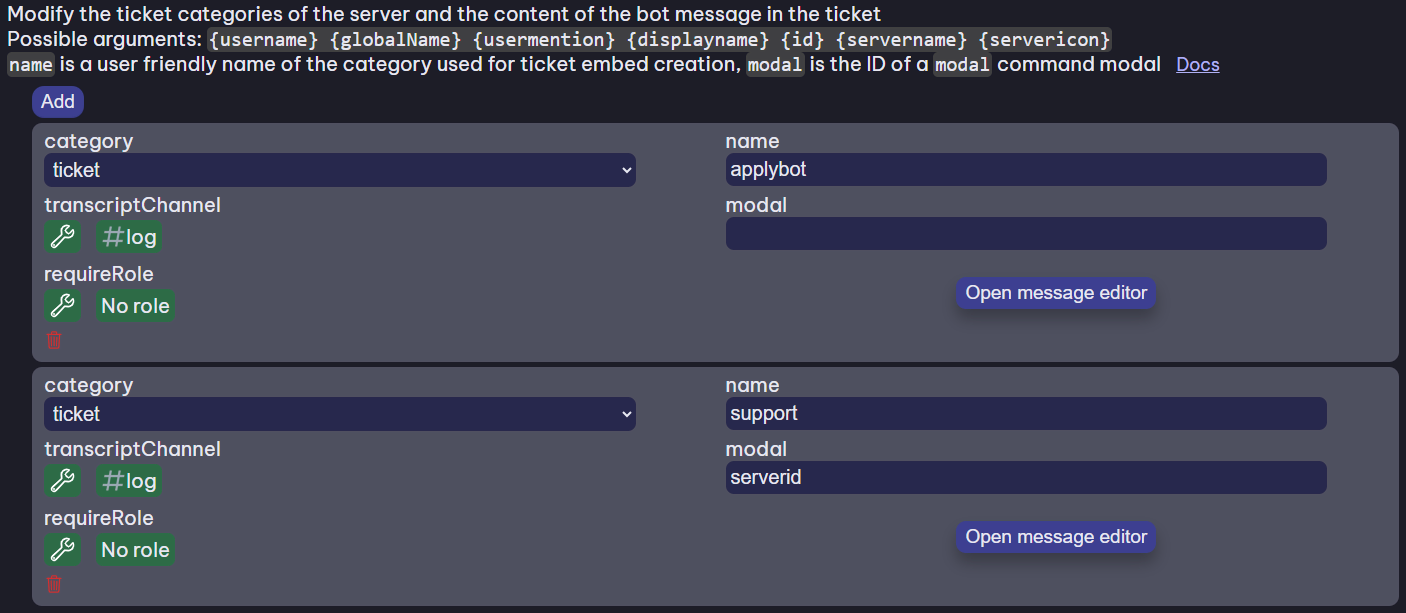 Modify the ticket categories of the server and the content of the bot message in the ticket
Possible arguments: {username} {globalName} {usermention} {displayname} {id} {servername} {servericon}
name is a user friendly name of the category used for ticket embed creation, modal is the ID of a modal command modal Docs
Add
category name
ticket applybot
transcriptChannel modal
#log
requireRole
No role Open message editor
category name
ticket support
transcriptChannel modal
#log serverid
requireRole
No role Open message editor